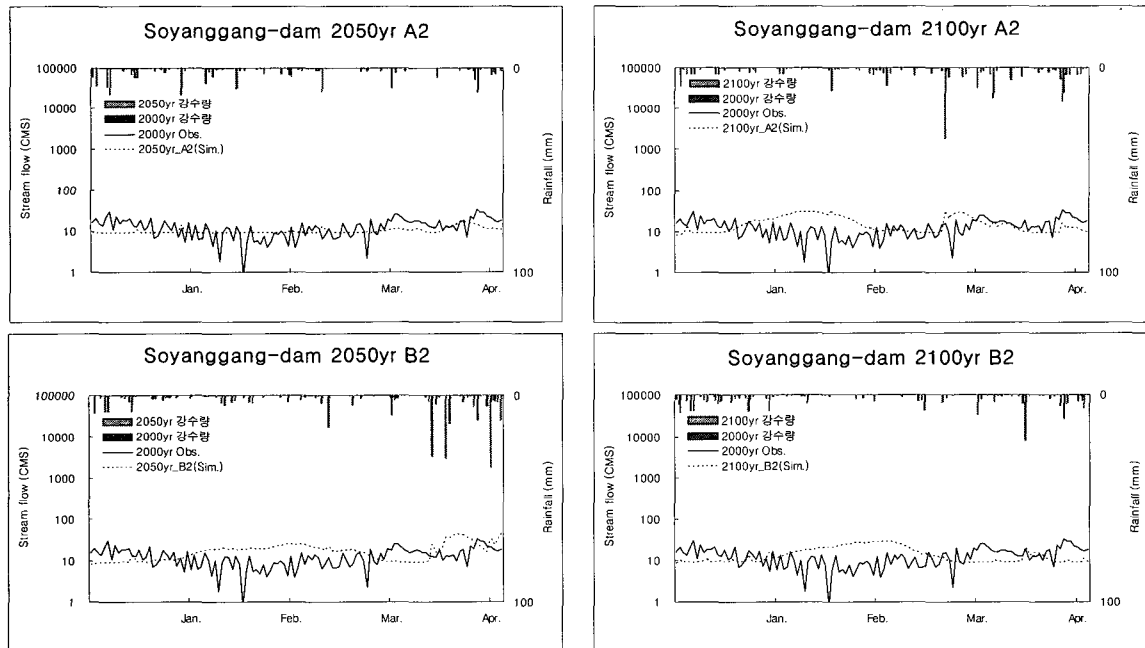 Soyanggang-dam 2050yr A2
100000
10000
1000
100
10
1
0
100
Stream flow (CMS)
Rainfall (mm)
2050yr 강수량
2000yr 강수량
2000yr Obs.
2050yr_A2(Sim.)
Jan.
Feb.
Mar.
Apr.
Soyanggang-dam 2100yr A2
100000
10000
1000
100
10
1
0
100
Stream flow (CMS)
Rainfall (mm)
2100yr 강수량
2000yr 강수량
2000yr Obs.
2100yr_A2(Sim.)
Jan.
Feb.
Mar.
Apr.
Soyanggang-dam 2050yr B2
100000
10000
1000
100
10
1
0
100
Stream flow (CMS)
Rainfall (mm)
2050yr 강수량
2000yr 강수량
2000yr Obs.
2050yr_B2(Sim.)
Jan.
Feb.
Mar.
Apr.
Soyanggang-dam 2100yr B2
100000
10000
1000
100
10
1
0
100
Stream flow (CMS)
Rainfall (mm)
2100yr 강수량
2000yr 강수량
2000yr Obs.
2100yr_B2(Sim.)
Jan.
Feb.
Mar.
Apr.